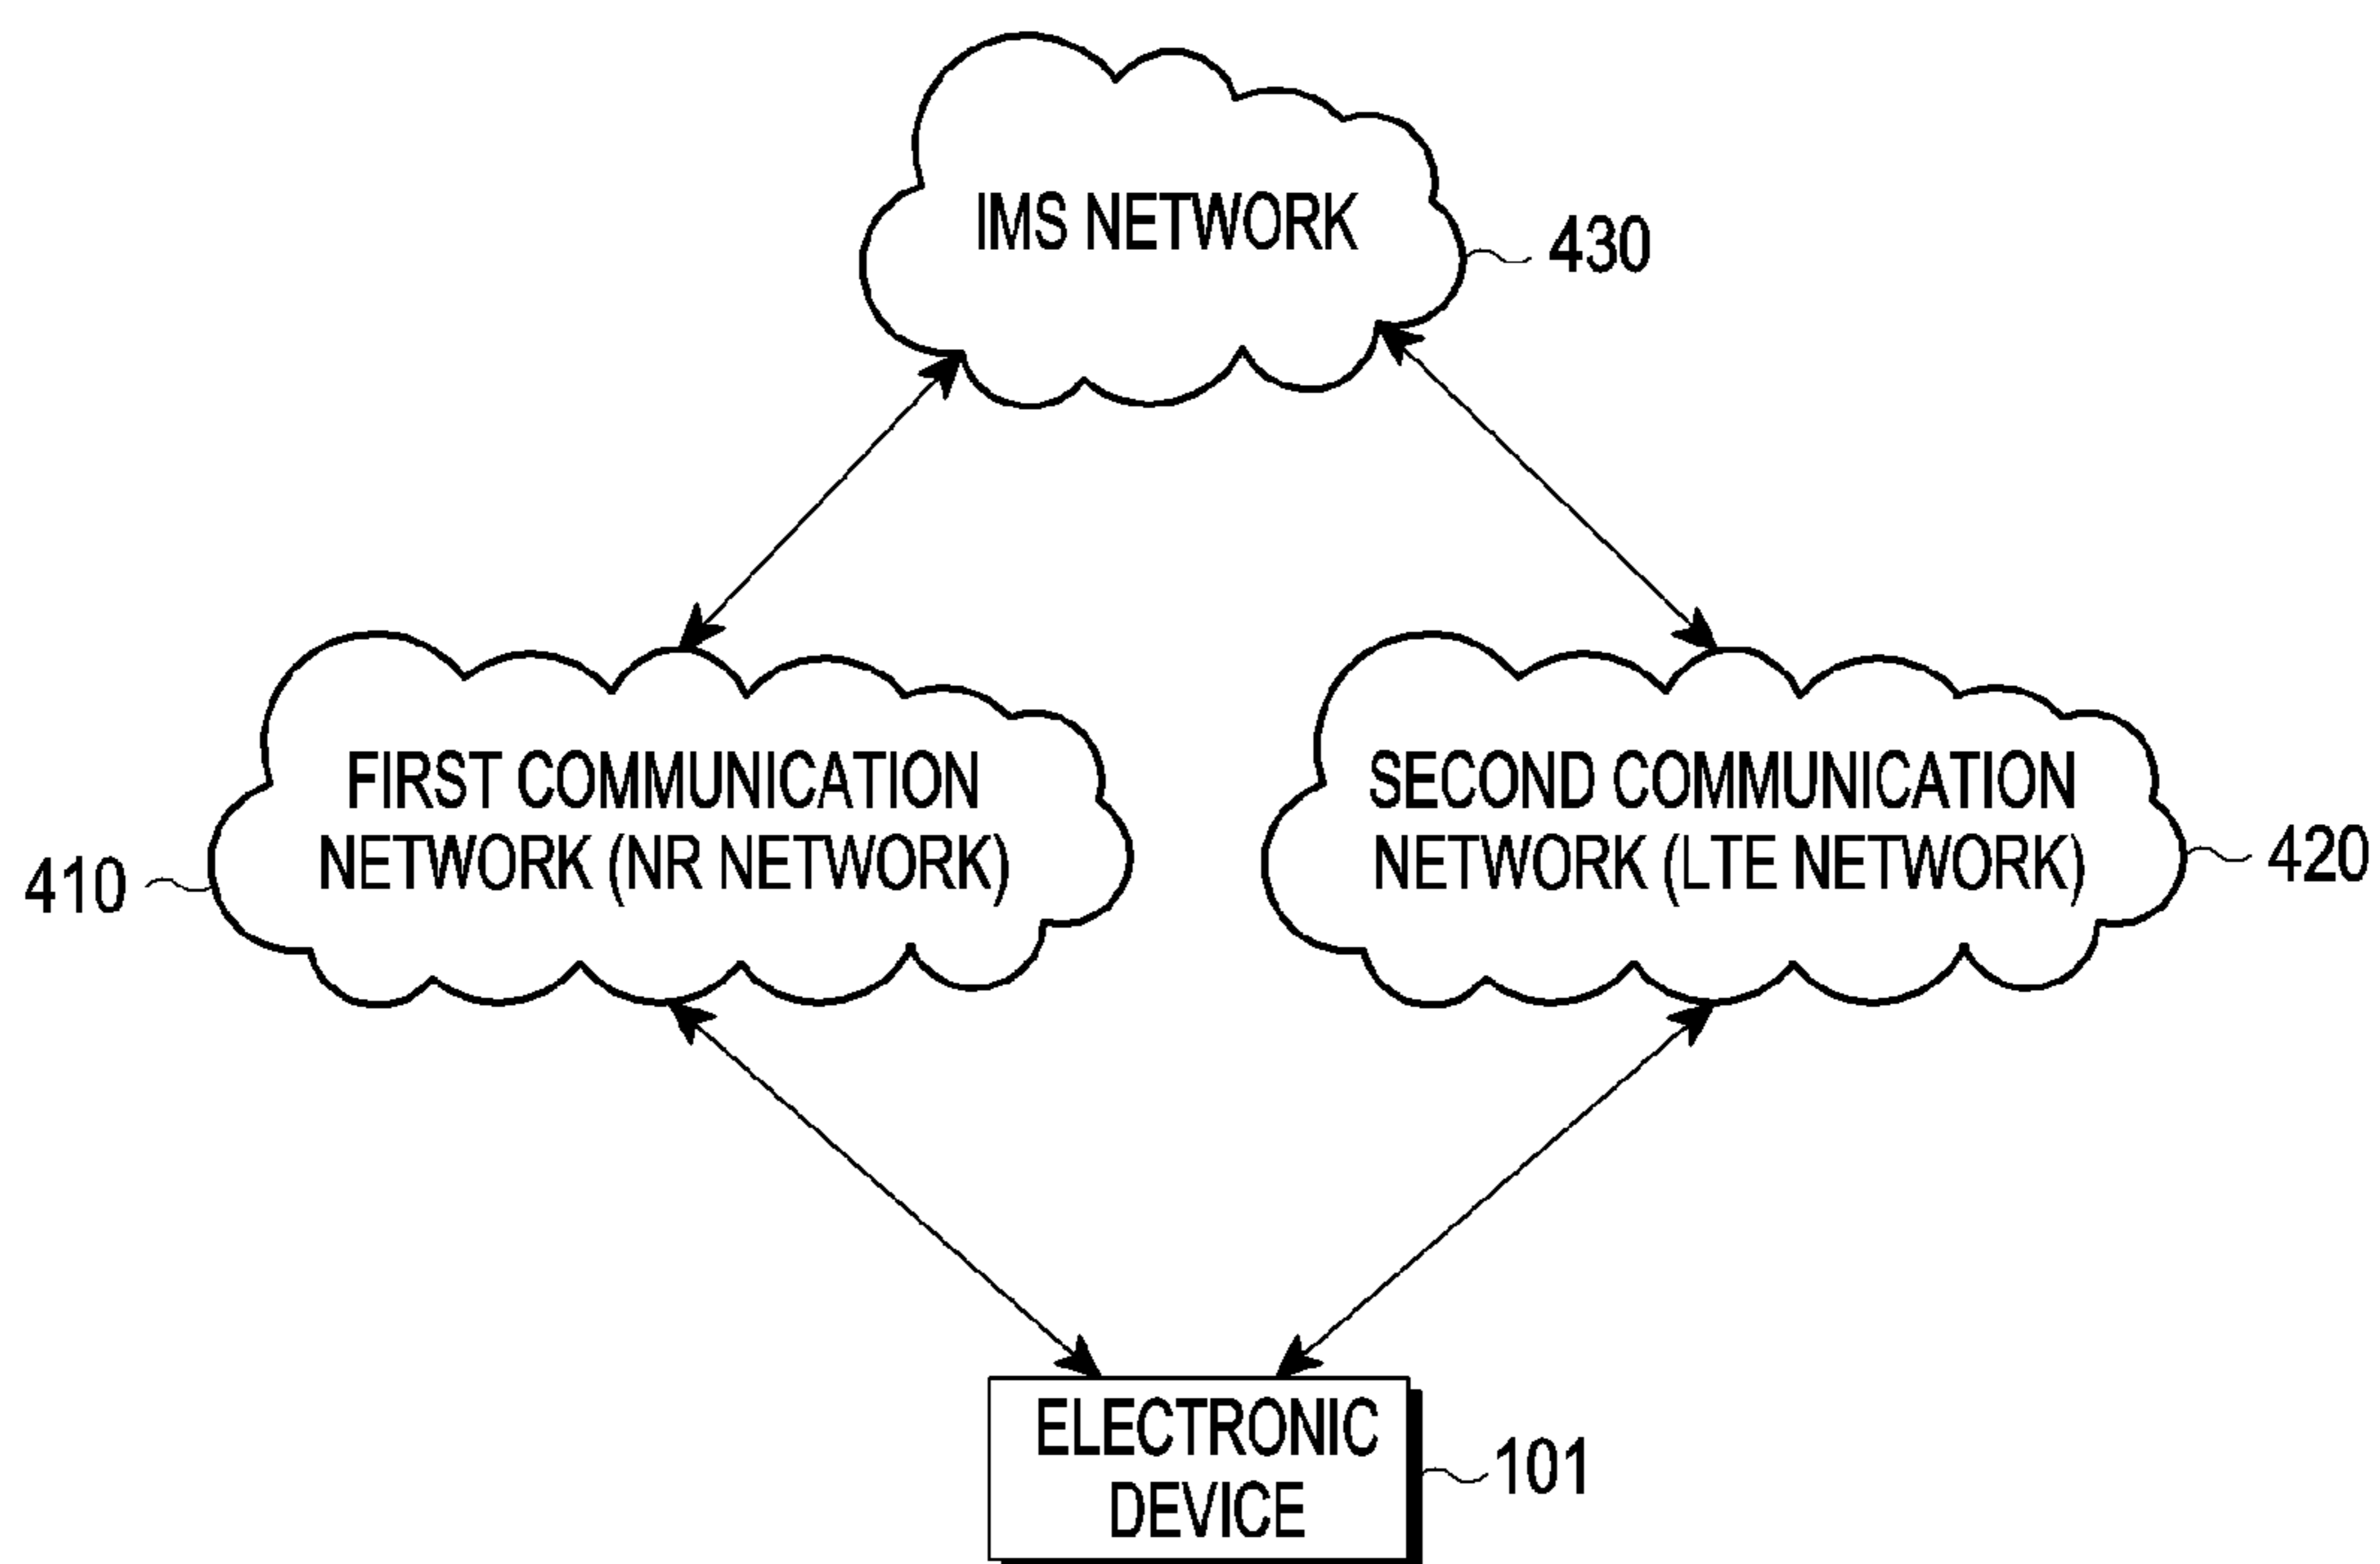 IMS NETWORK
430
FIRST COMMUNICATION
NETWORK (NR NETWORK)
410
SECOND COMMUNICATION
NETWORK (LTE NETWORK)
420
ELECTRONIC
DEVICE
101